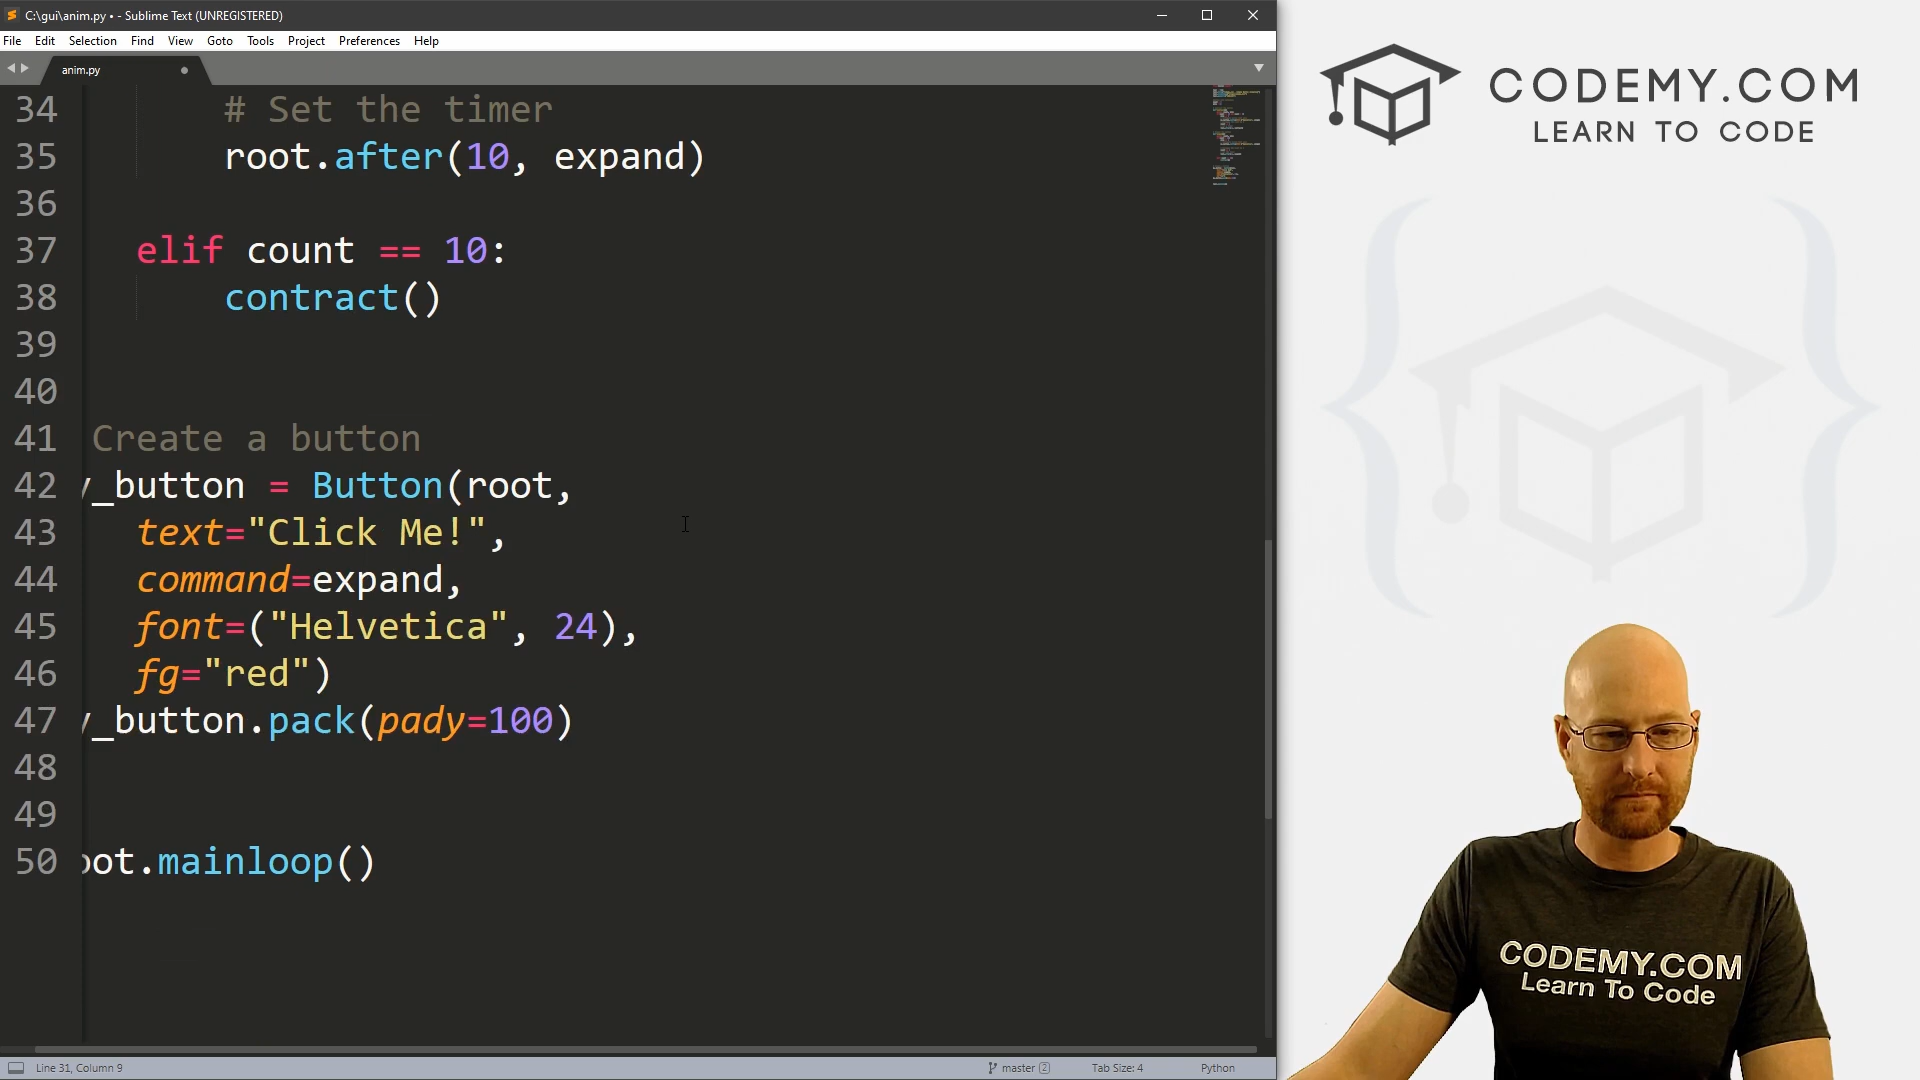 C:\gui\anim.py • - Sublime Text (UNREGISTERED)
File Edit Selection Find View Goto Tools Project Preferences Help
anim.py
34 # Set the timer
35 root.after(10, expand)
36
37 elif count == 10:
38 contract()
39
40
41 Create a button
42 _button = Button(root,
43 text="Click Me!",
44 command=expand,
45 font=("Helvetica", 24),
46 fg="red")
47 _button.pack(pady=100)
48
49
50 oot.mainloop()
Line 31, Column 9
master 2
Tab Size: 4
Python
CODEMY.COM
LEARN TO CODE
CODEMY.COM
Learn To Code